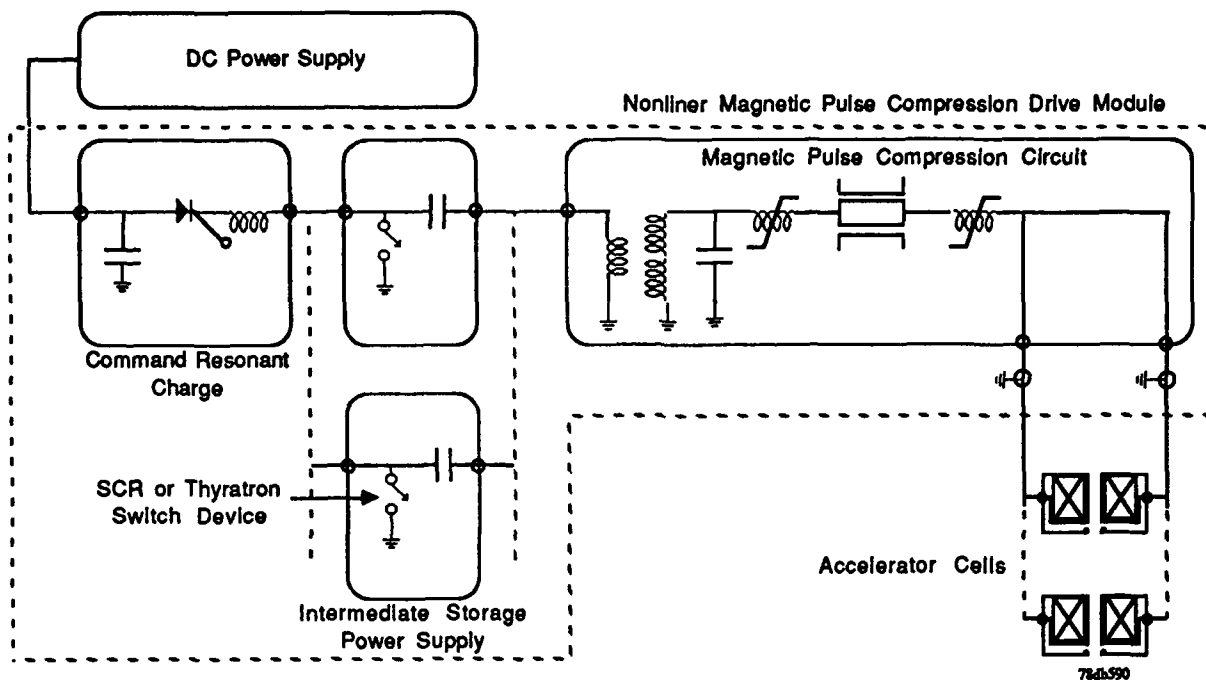 DC Power Supply
Nonliner Magnetic Pulse Compression Drive Module
Magnetic Pulse Compression Circuit
Command Resonant
Charge
SCR or Thyratron
Switch Device
Intermediate Storage
Power Supply
Accelerator Cells
78db590